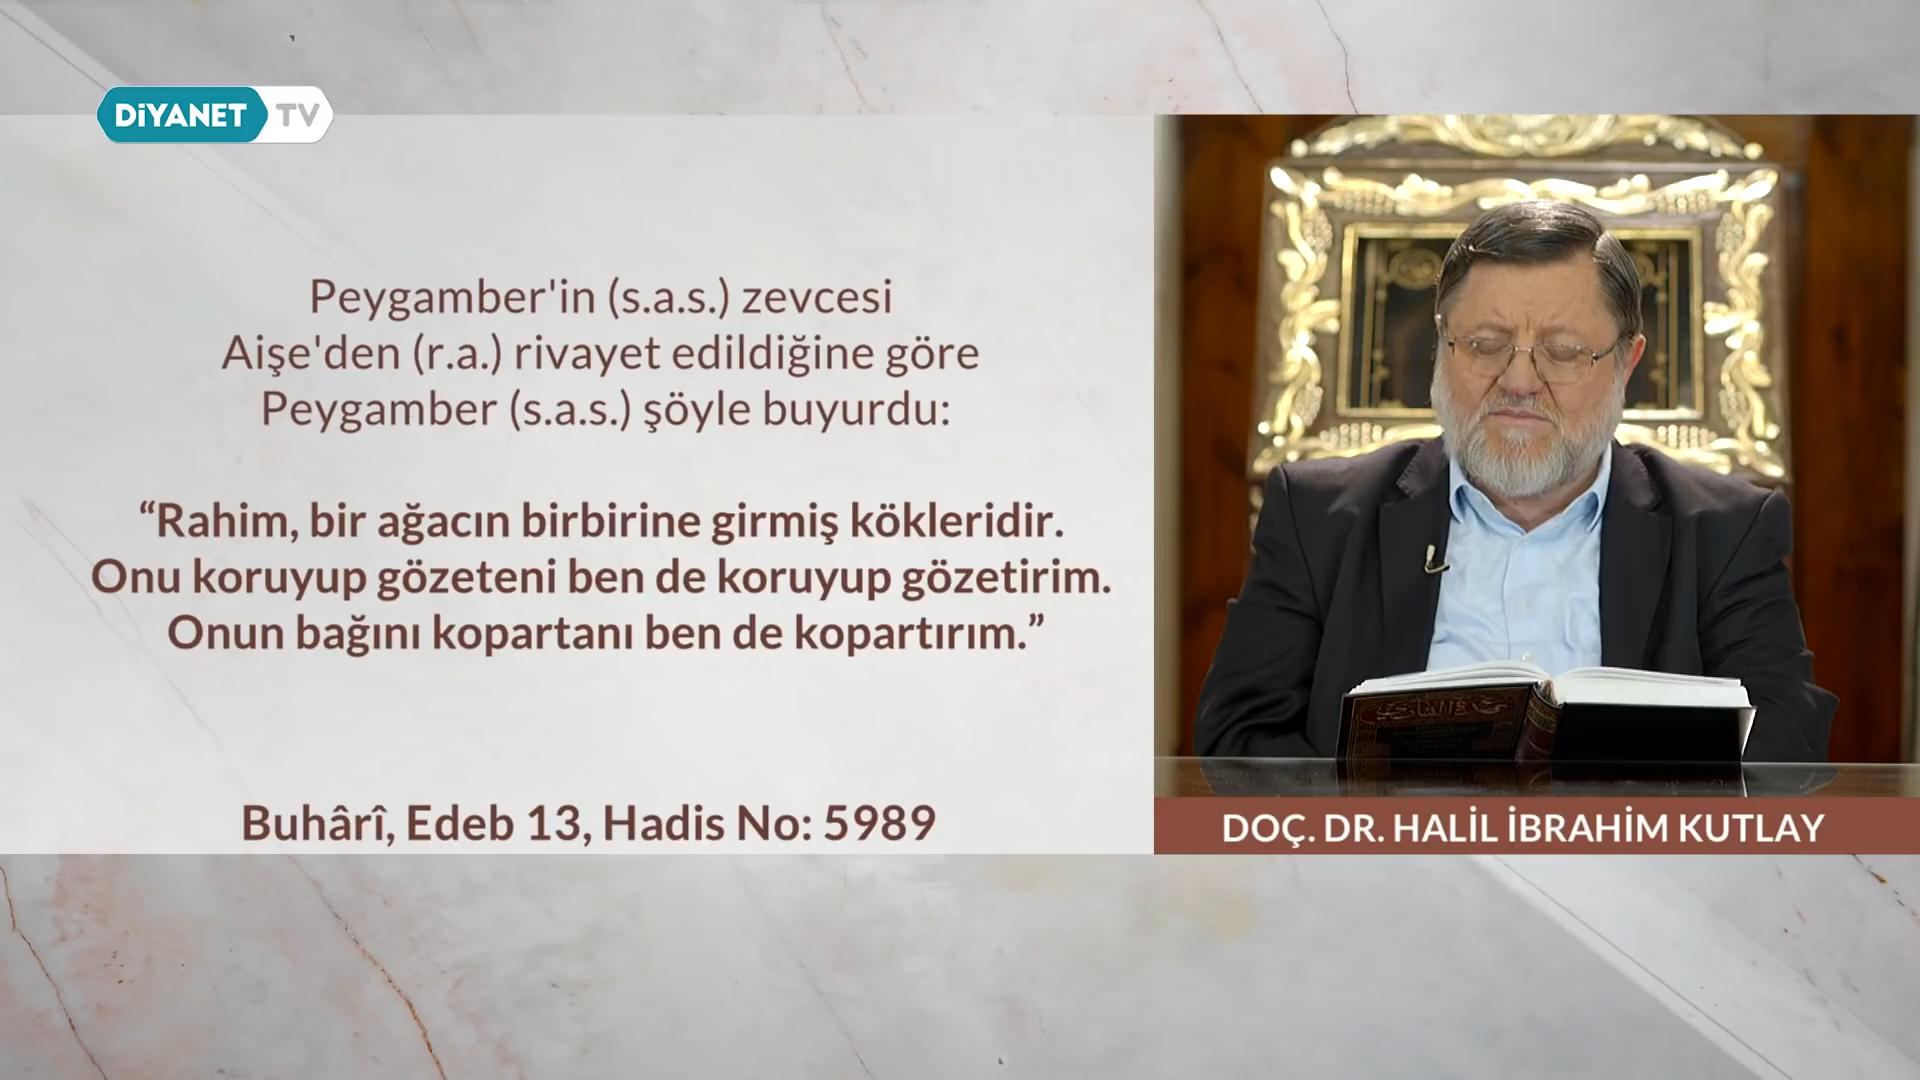 DiYANET TV
Peygamber'in (s.a.s.) zevcesi
Aişe'den (r.a.) rivayet edildiğine göre
Peygamber (s.a.s.) şöyle buyurdu:
“Rahim, bir ağacın birbirine girmiş kökleridir.
Onu koruyup gözeteni ben de koruyup gözetirim.
Onun bağını kopartanı ben de kopartırım.”
Buhârî, Edeb 13, Hadis No: 5989
DOÇ. DR. HALİL İBRAHİM KUTLAY